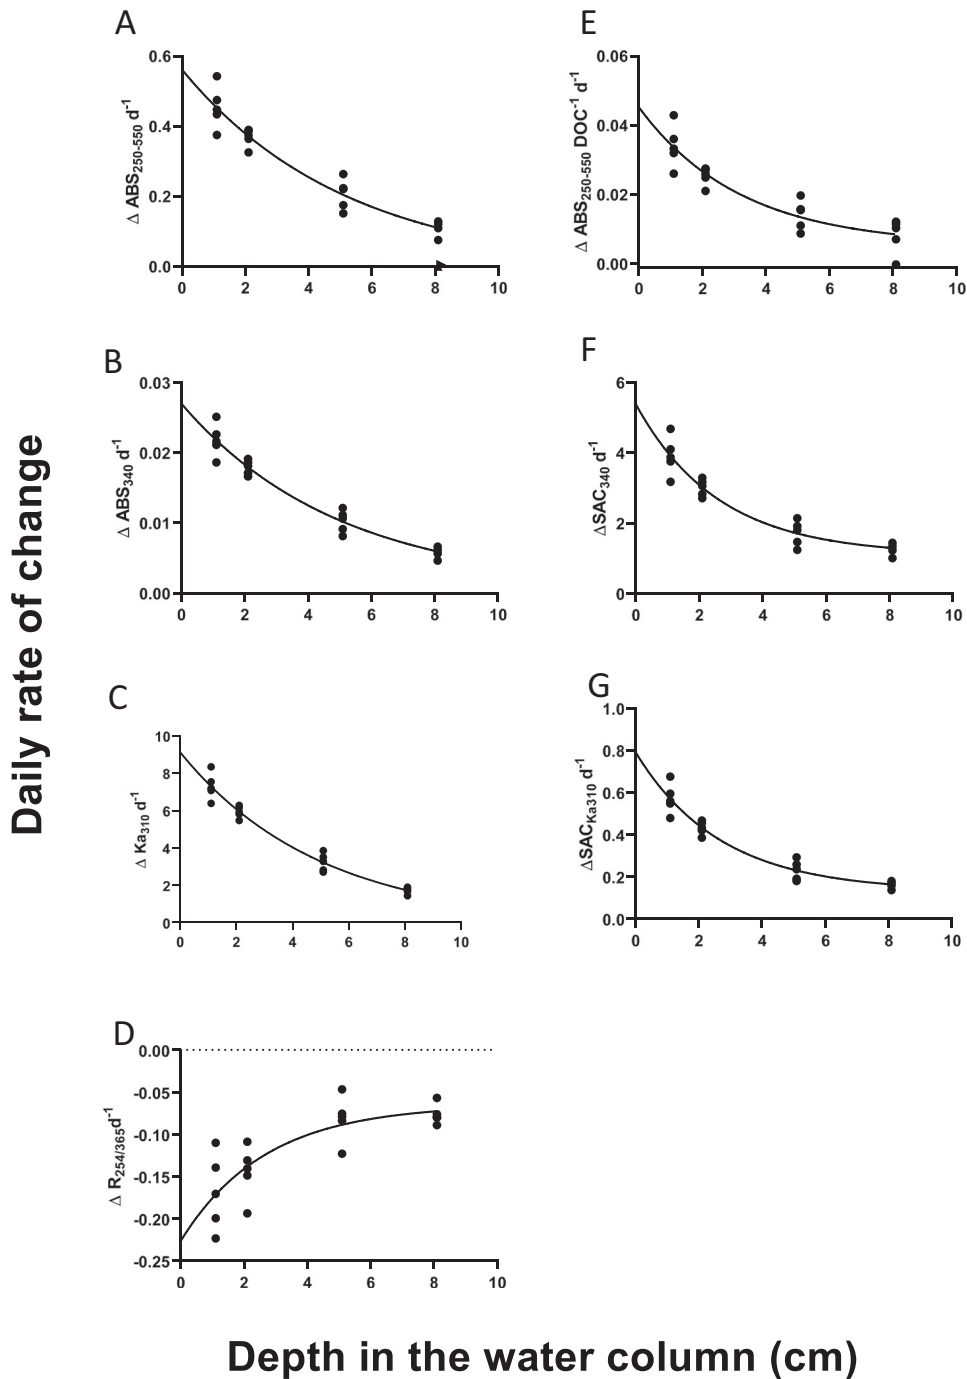 A
Δ ABS250-550 d-1
0.6
0.4
0.2
0.0
0 2 4 6 8 10
E
Δ ABS250-550 DOC-1 d-1
0.06
0.04
0.02
0.00
0 2 4 6 8 10
B
Δ ABS340 d-1
0.03
0.02
0.01
0.00
0 2 4 6 8 10
F
ΔSAC340 d-1
6
4
2
0
0 2 4 6 8 10
Daily rate of change
C
Δ Ka310 d-1
10
8
6
4
2
0
0 2 4 6 8 10
G
ΔSACKa310 d-1
1.0
0.8
0.6
0.4
0.2
0.0
0 2 4 6 8 10
D
Δ R254/365d-1
0.00
-0.05
-0.10
-0.15
-0.20
-0.25
0 2 4 6 8 10
Depth in the water column (cm)